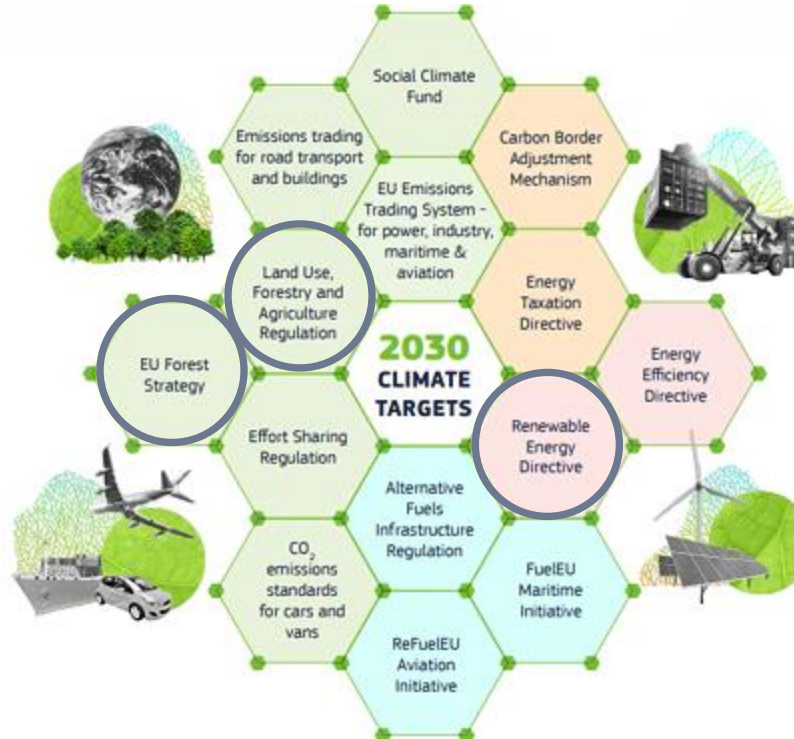 Social Climate
Fund
Emissions trading
for road transport
and buildings
Carbon Border
Adjustment
Mechanism
EU Emissions
Trading System –
for power, industry,
maritime &
aviation
Land Use,
Forestry and
Agriculture
Regulation
Energy
Taxation
Directive
EU Forest
Strategy
2030
CLIMATE
TARGETS
Energy
Efficiency
Directive
Effort Sharing
Regulation
Renewable
Energy
Directive
Alternative
Fuels
Infrastructure
Regulation
CO₂
emissions
standards
for cars and
vans
FuelEU
Maritime
Initiative
ReFuelEU
Aviation
Initiative